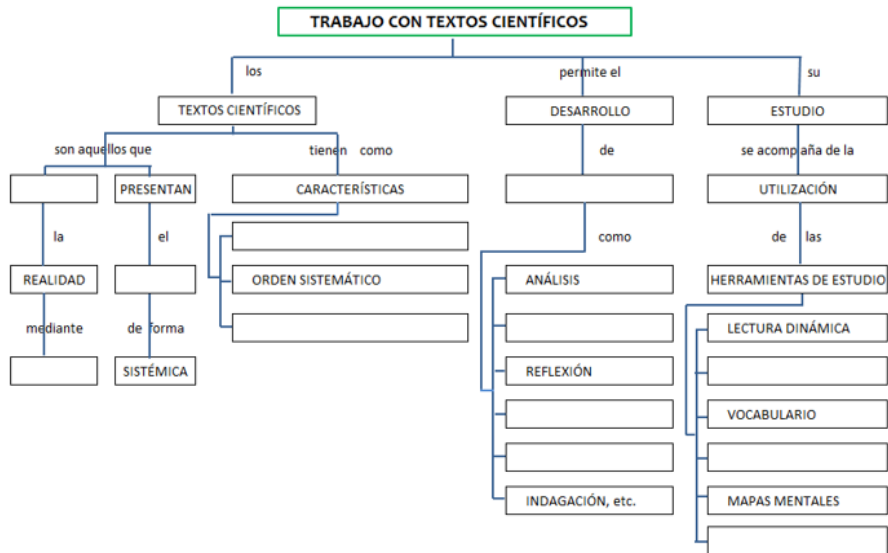 TRABAJO CON TEXTOS CIENTÍFICOS
los
permite el
su
TEXTOS CIENTÍFICOS
DESARROLLO
ESTUDIO
son aquellos que
tienen como
de
se acompaña de la
PRESENTAN
CARACTERÍSTICAS
UTILIZACIÓN
la
el
como
de las
REALIDAD
ORDEN SISTEMÁTICO
ANÁLISIS
HERRAMIENTAS DE ESTUDIO
mediante
de forma
LECTURA DINÁMICA
SISTÉMICA
REFLEXIÓN
VOCABULARIO
INDAGACIÓN, etc.
MAPAS MENTALES